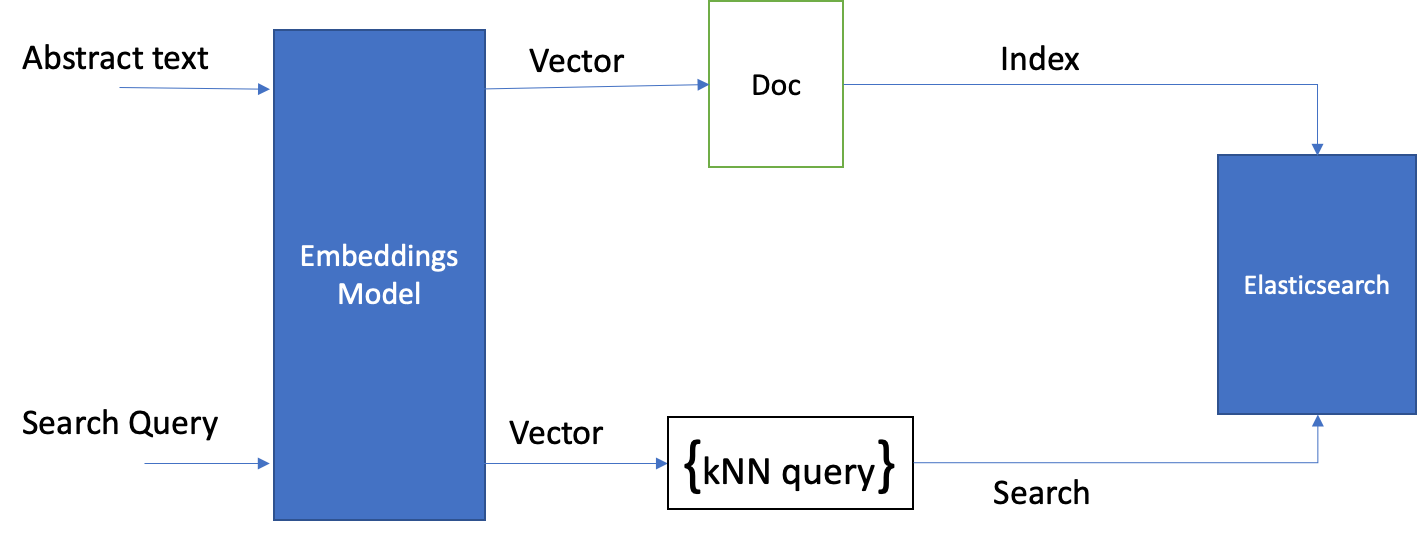 Abstract text
Vector
Doc
Index
Embeddings
Model
Elasticsearch
Search Query
Vector
{kNN query}
Search